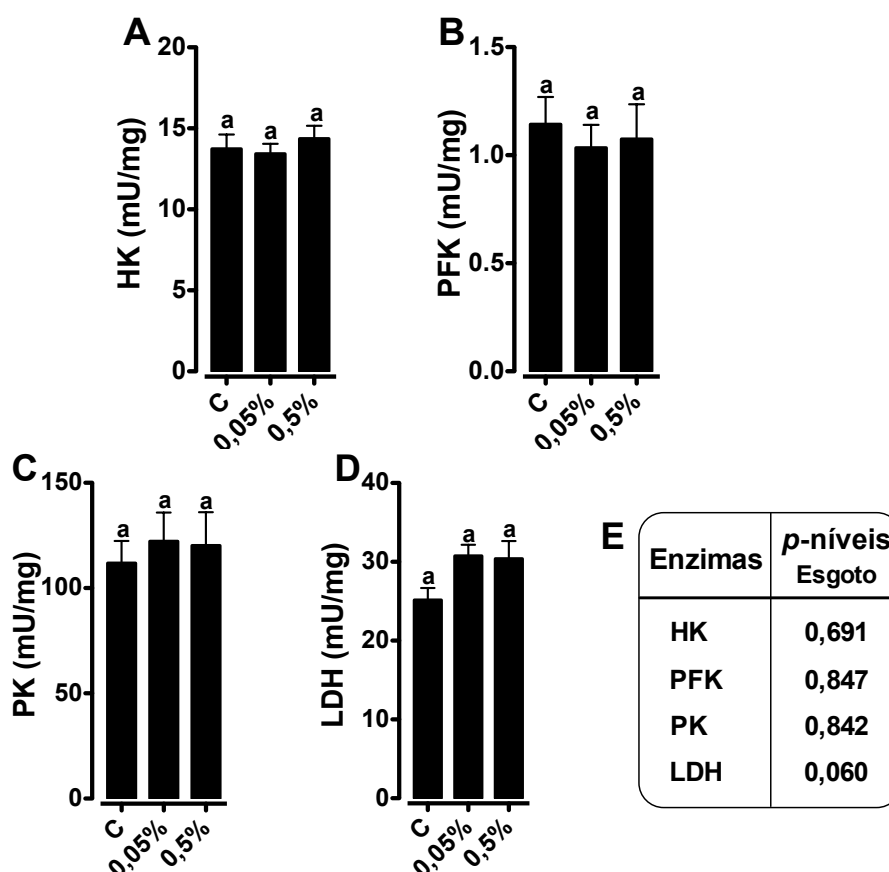 A
HK (mU/mg)
20
15
10
5
0
a
a
a
C
0,05%
0,5%
B
PFK (mU/mg)
1.5
1.0
0.5
0.0
a
a
a
C
0,05%
0,5%
C
PK (mU/mg)
150
100
50
0
a
a
a
C
0,05%
0,5%
D
LDH (mU/mg)
40
30
20
10
0
a
a
a
C
0,05%
0,5%
E
Enzimas p-níveis
Esgoto
HK 0,691
PFK 0,847
PK 0,842
LDH 0,060